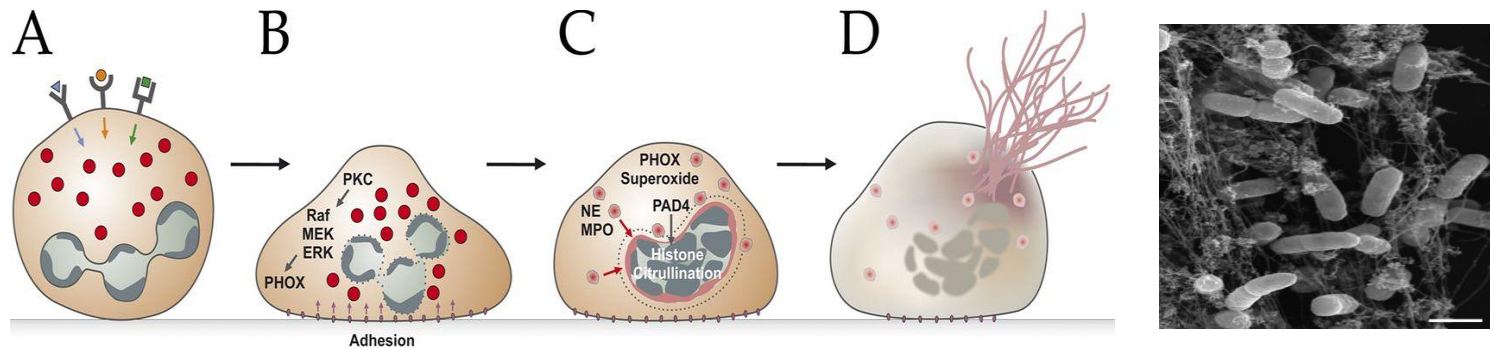 A
B
C
D
PKC
Raf
MEK
ERK
PHOX
Adhesion
PHOX
Superoxide
NE
MPO
PAD4
Histone
Citrullination